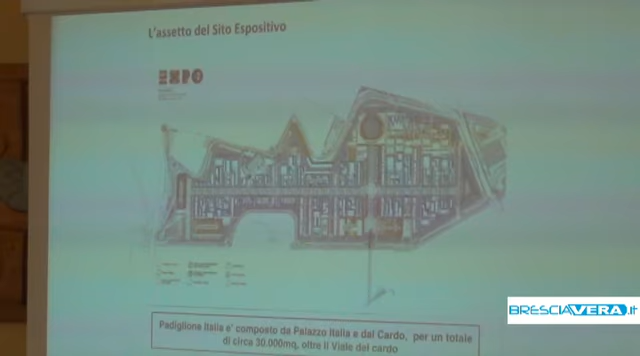 L'assetto del Sito Espositivo
EXPO
Padiglione Italia e' composto da Palazzo Italia e dal Cardo, per un totale
di circa 30.000mq, oltre il Viale del cardo
BRESCIAVERA.it